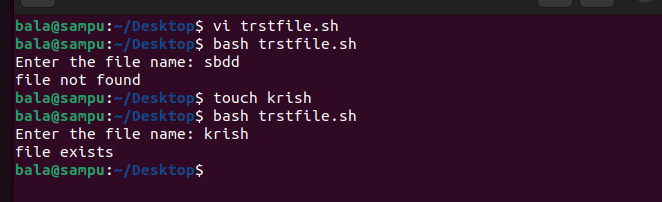 bala@sampu:~/Desktop$ vi trstfile.sh
bala@sampu:~/Desktop$ bash trstfile.sh
Enter the file name: sbdd
file not found
bala@sampu:~/Desktop$ touch krish
bala@sampu:~/Desktop$ bash trstfile.sh
Enter the file name: krish
file exists
bala@sampu:~/Desktop$